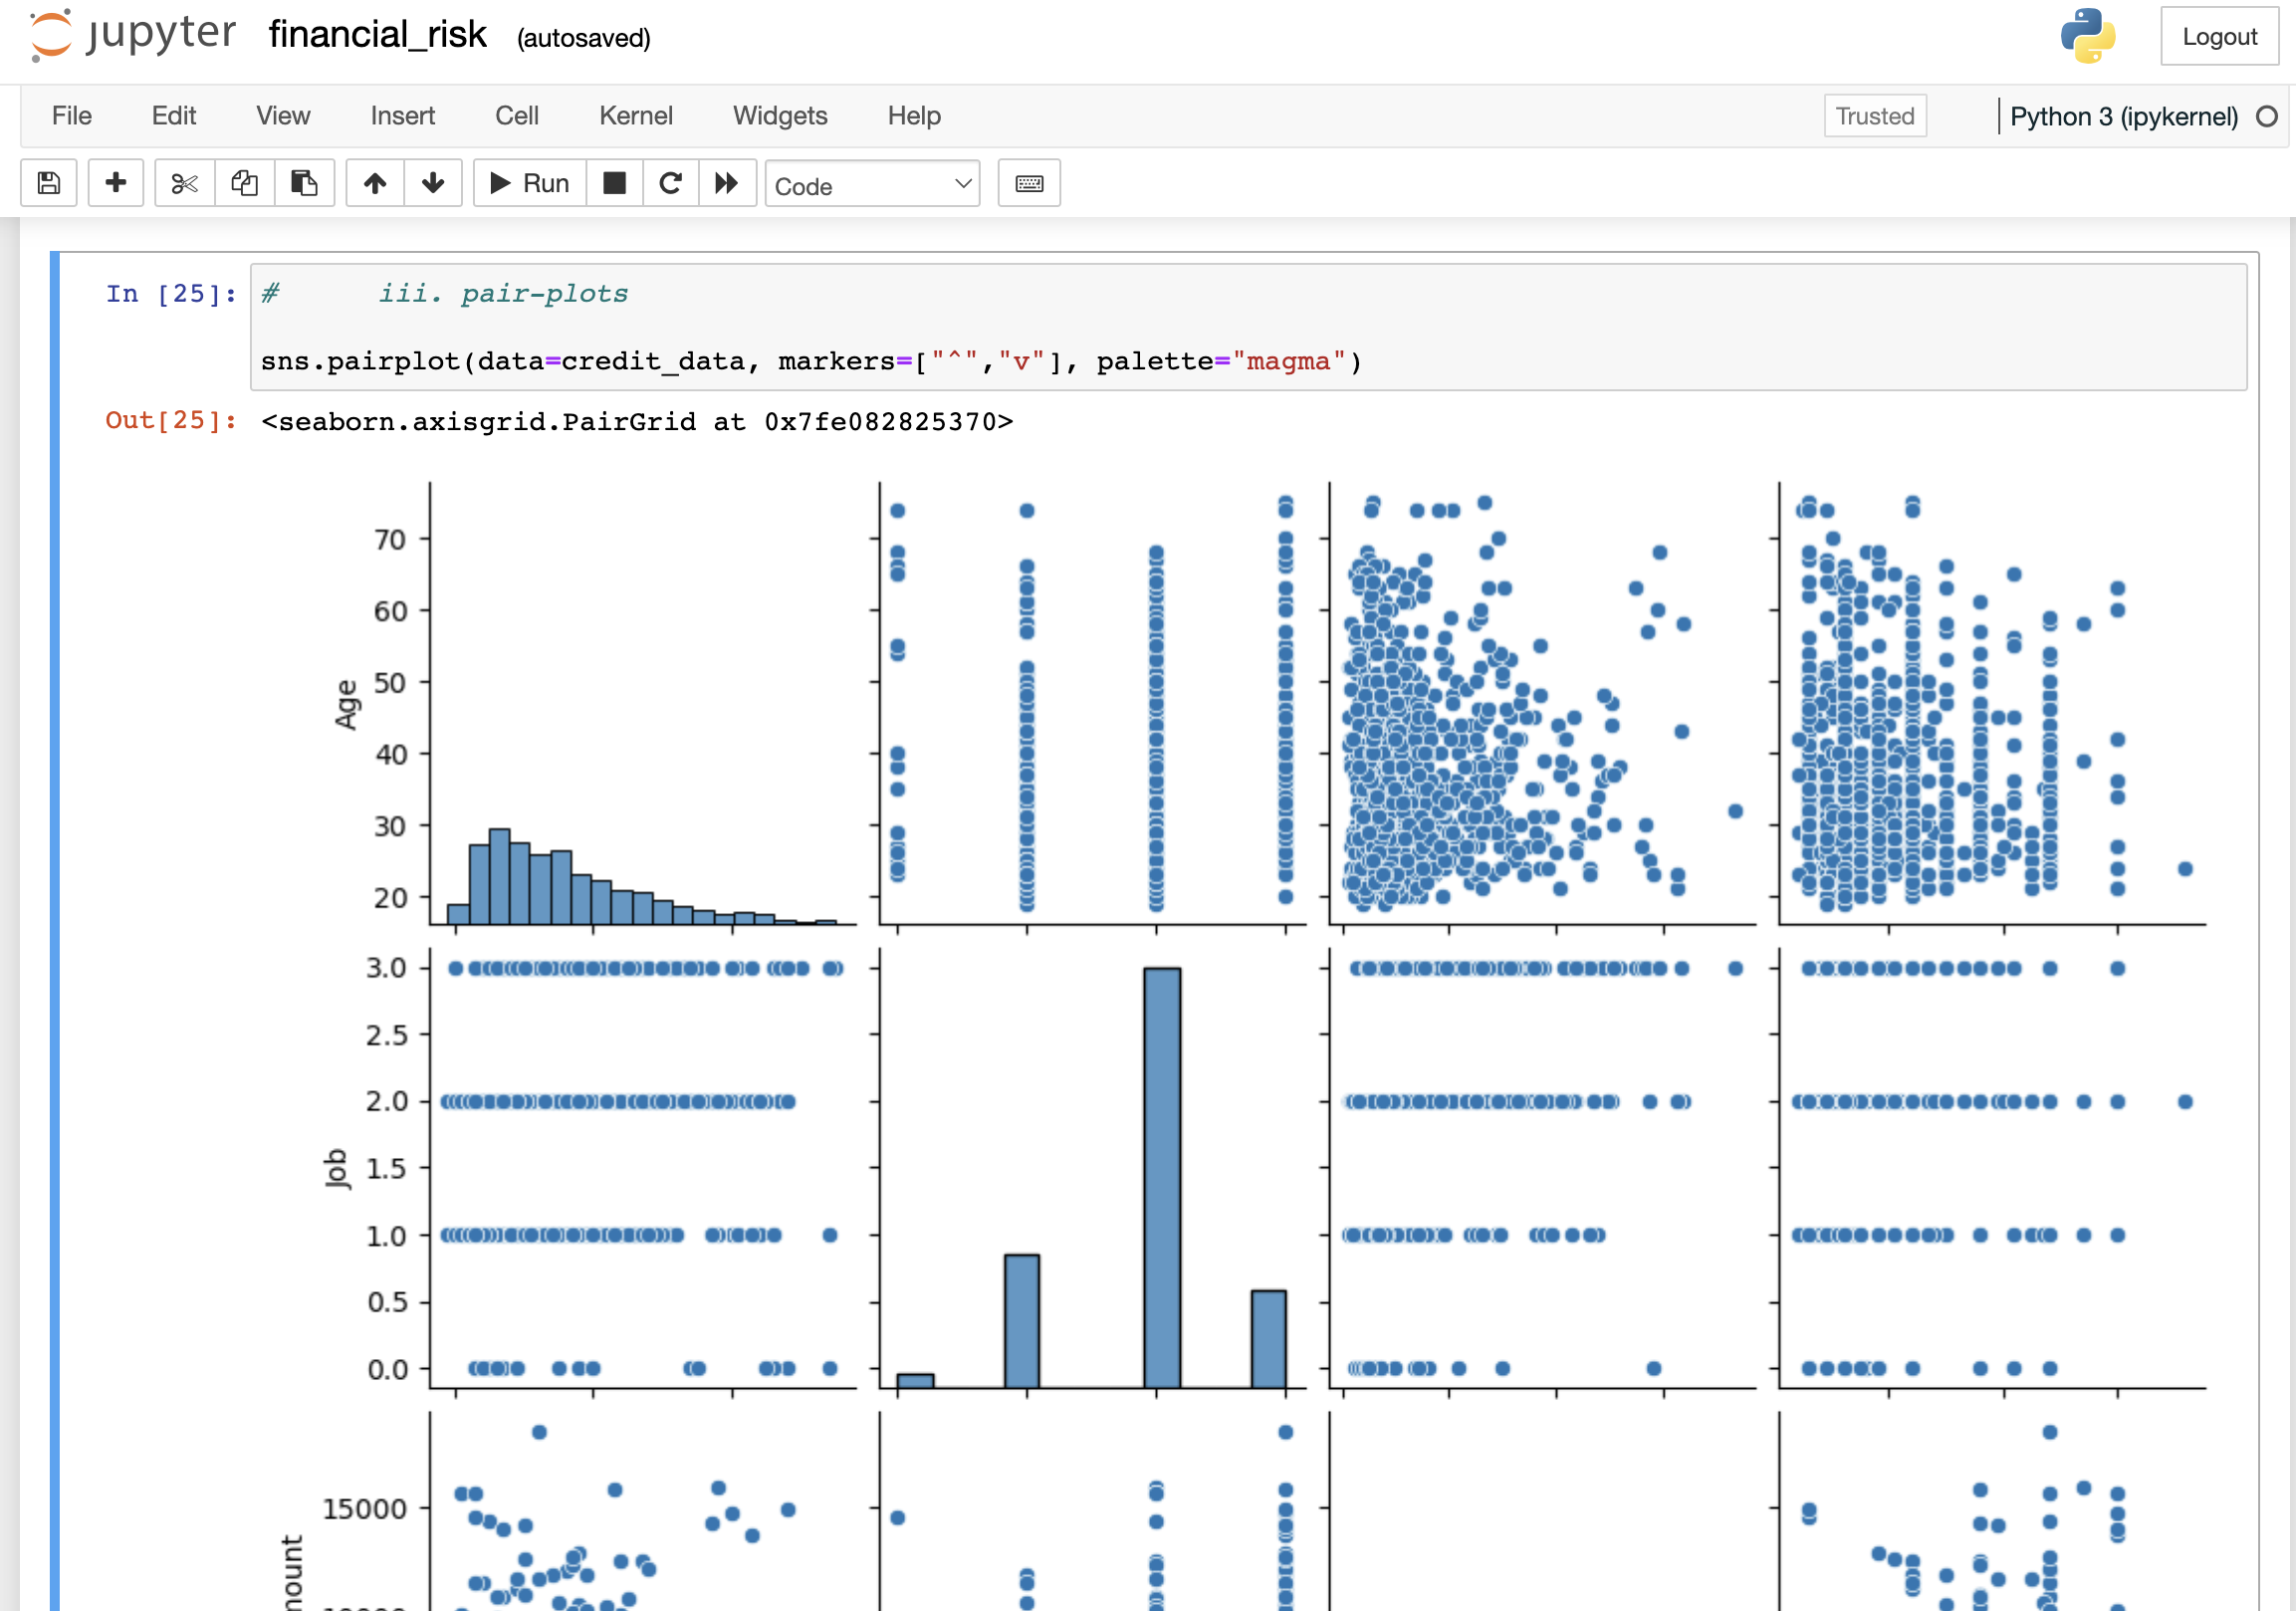 jupyter financial_risk (autosaved) Logout
File Edit View Insert Cell Kernel Widgets Help Trusted Python 3 (ipykernel)
Run Code
In [25]: # iii. pair-plots
sns.pairplot(data=credit_data, markers=["^","v"], palette="magma")
Out[25]: <seaborn.axisgrid.PairGrid at 0x7fe082825370>
70
60
50
Age
40
30
20
3.0
2.5
2.0
1.5
Job
1.0
0.5
0.0
15000